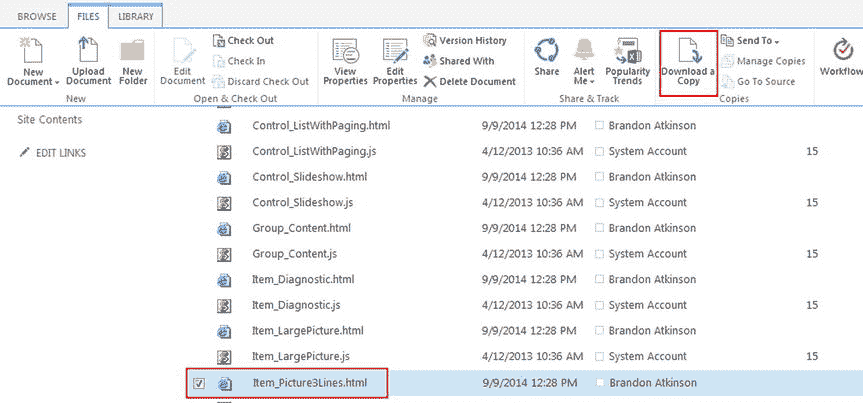 BROWSE FILES LIBRARY
New Document Upload Document New Folder
New
Edit Document Check Out
Check In
Discard Check Out
Open & Check Out
View Properties Edit Properties Version History
Shared With
Delete Document
Manage
Share Alert Me Popularity Trends
Share & Track
Download a Copy Send To
Manage Copies
Go To Source
Copies
Workflow
Site Contents
EDIT LINKS
Control_ListWithPaging.html 9/9/2014 12:28 PM Brandon Atkinson
Control_ListWithPaging.js 4/12/2013 10:36 AM System Account 15
Control_Slideshow.html 9/9/2014 12:28 PM Brandon Atkinson
Control_Slideshow.js 4/12/2013 10:36 AM System Account 15
Group_Content.html 9/9/2014 12:28 PM Brandon Atkinson
Group_Content.js 4/12/2013 10:36 AM System Account 15
Item_Diagnostic.html 9/9/2014 12:28 PM Brandon Atkinson
Item_Diagnostic.js 4/12/2013 10:36 AM System Account 15
Item_LargePicture.html 9/9/2014 12:28 PM Brandon Atkinson
Item_LargePicture.js 4/12/2013 10:36 AM System Account 15
Item_Picture3Lines.html 9/9/2014 12:28 PM Brandon Atkinson